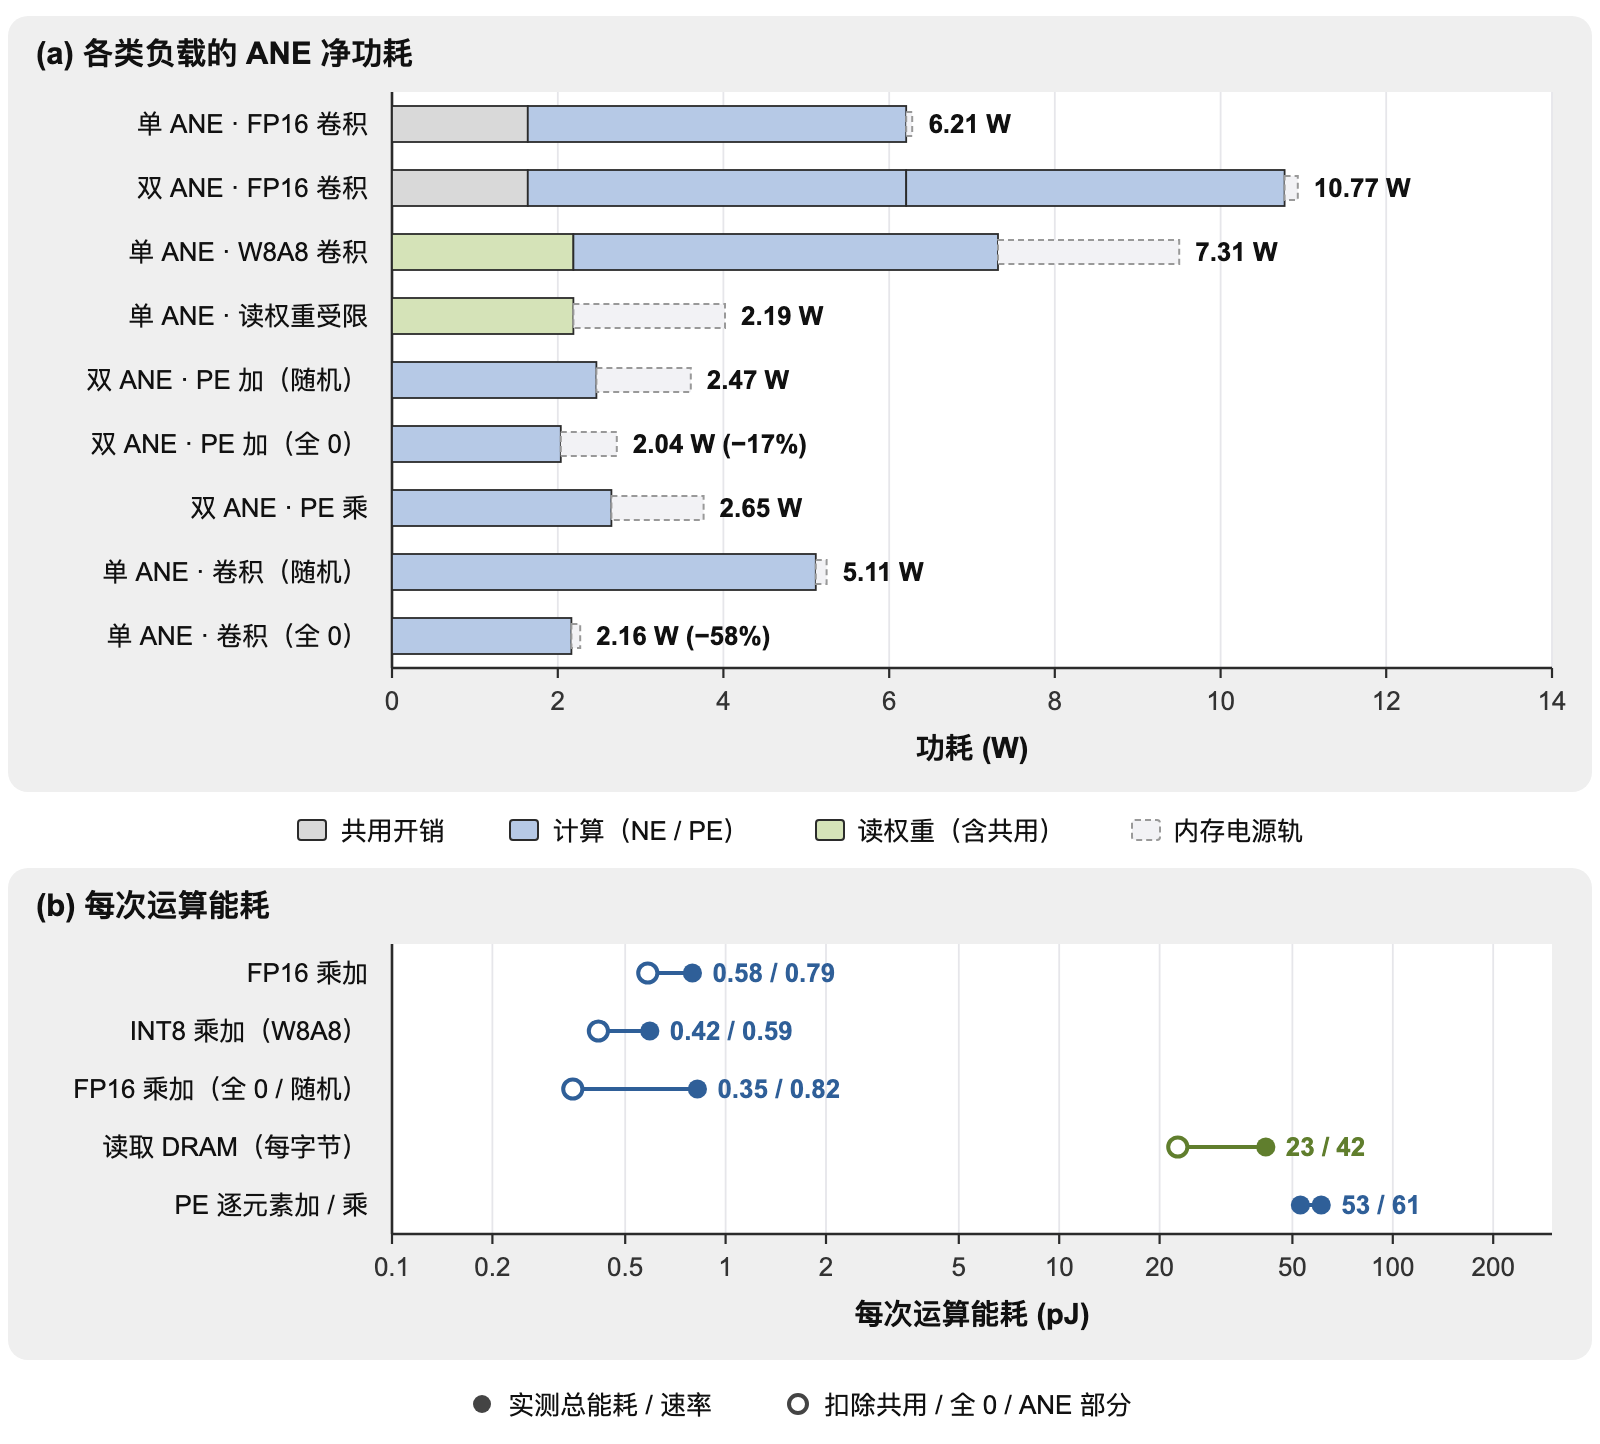 (a) 各类负载的 ANE 净功耗
单 ANE · FP16 卷积
6.21 W
双 ANE · FP16 卷积
10.77 W
单 ANE · W8A8 卷积
7.31 W
单 ANE · 读权重受限
2.19 W
双 ANE · PE 加（随机）
2.47 W
双 ANE · PE 加（全 0）
2.04 W (−17%)
双 ANE · PE 乘
2.65 W
单 ANE · 卷积（随机）
5.11 W
单 ANE · 卷积（全 0）
2.16 W (−58%)
0 2 4 6 8 10 12 14
功耗 (W)
共用开销 计算（NE / PE） 读权重（含共用） 内存电源轨
(b) 每次运算能耗
FP16 乘加
0.58 / 0.79
INT8 乘加（W8A8）
0.42 / 0.59
FP16 乘加（全 0 / 随机）
0.35 / 0.82
读取 DRAM（每字节）
23 / 42
PE 逐元素加 / 乘
53 / 61
0.1 0.2 0.5 1 2 5 10 20 50 100 200
每次运算能耗 (pJ)
实测总能耗 / 速率 扣除共用 / 全 0 / ANE 部分